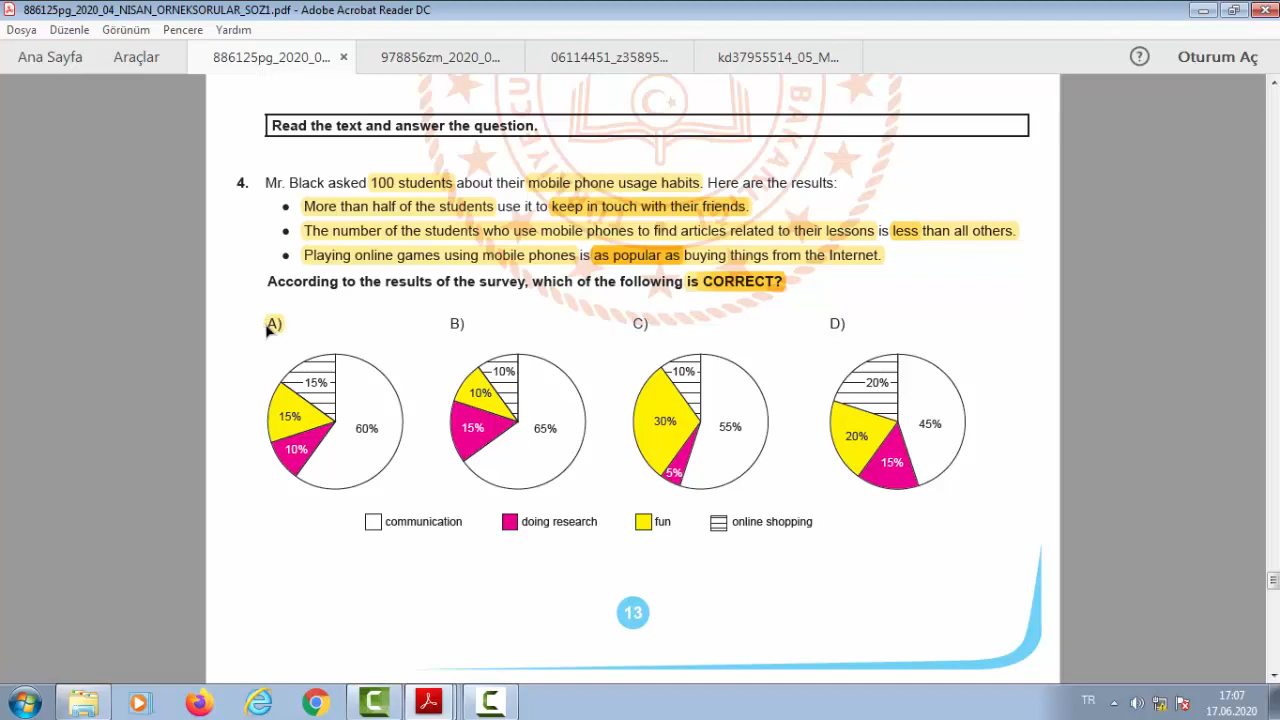 886125pg_2020_04_NISAN_ORNEKSORULAR_SOZ1.pdf - Adobe Acrobat Reader DC
Dosya Düzenle Görünüm Pencere Yardım
Ana Sayfa Araçlar 886125pg_2020_0... × 978856zm_2020_0... 06114451_z35895... kd37955514_05_M... ? Oturum Aç
BAKANLI
Read the text and answer the question.
4. Mr. Black asked 100 students about their mobile phone usage habits. Here are the results:
● More than half of the students use it to keep in touch with their friends.
● The number of the students who use mobile phones to find articles related to their lessons is less than all others.
● Playing online games using mobile phones is as popular as buying things from the Internet.
According to the results of the survey, which of the following is CORRECT?
A) B) C) D)
15% 15% 10% 60%
10% 10% 15% 65%
10% 30% 5% 55%
20% 20% 15% 45%
communication doing research fun online shopping
13
TR 17:07
17.06.2020